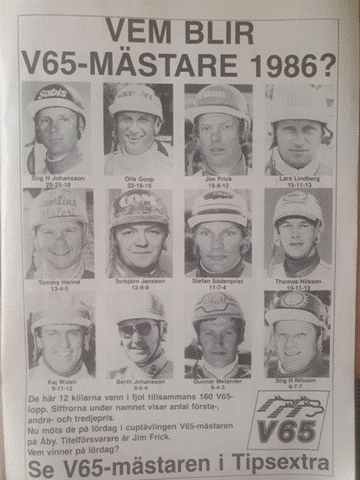 VEM BLIR
V65-MÄSTARE 1986?
Sabis
Stig H Johansson
25-25-18
Olle Goop
22-16-16
Jim Frick
19-8-12
Lars Lindberg
15-11-13
Tommy Hanné
13-4-5
Torbjörn Jansson
12-9-9
Stefan Söderqvist
11-7-4
Thomas Nilsson
10-11-13
Kaj Widell
9-11-12
Berth Johansson
9-5-4
Gunnar Melander
9-4-3
Stig H Nilsson
6-7-7
De här 12 killarna vann i fjol tillsammans 160 V65-
lopp. Siffrorna under namnet visar antal första-,
andra- och tredjepris.
Nu möts de på lördag i cuptävlingen V65-mästaren
på Åby. Titelförsvarare är Jim Frick.
Vem vinner på lördag?
V65
Se V65-mästaren i Tipsextra